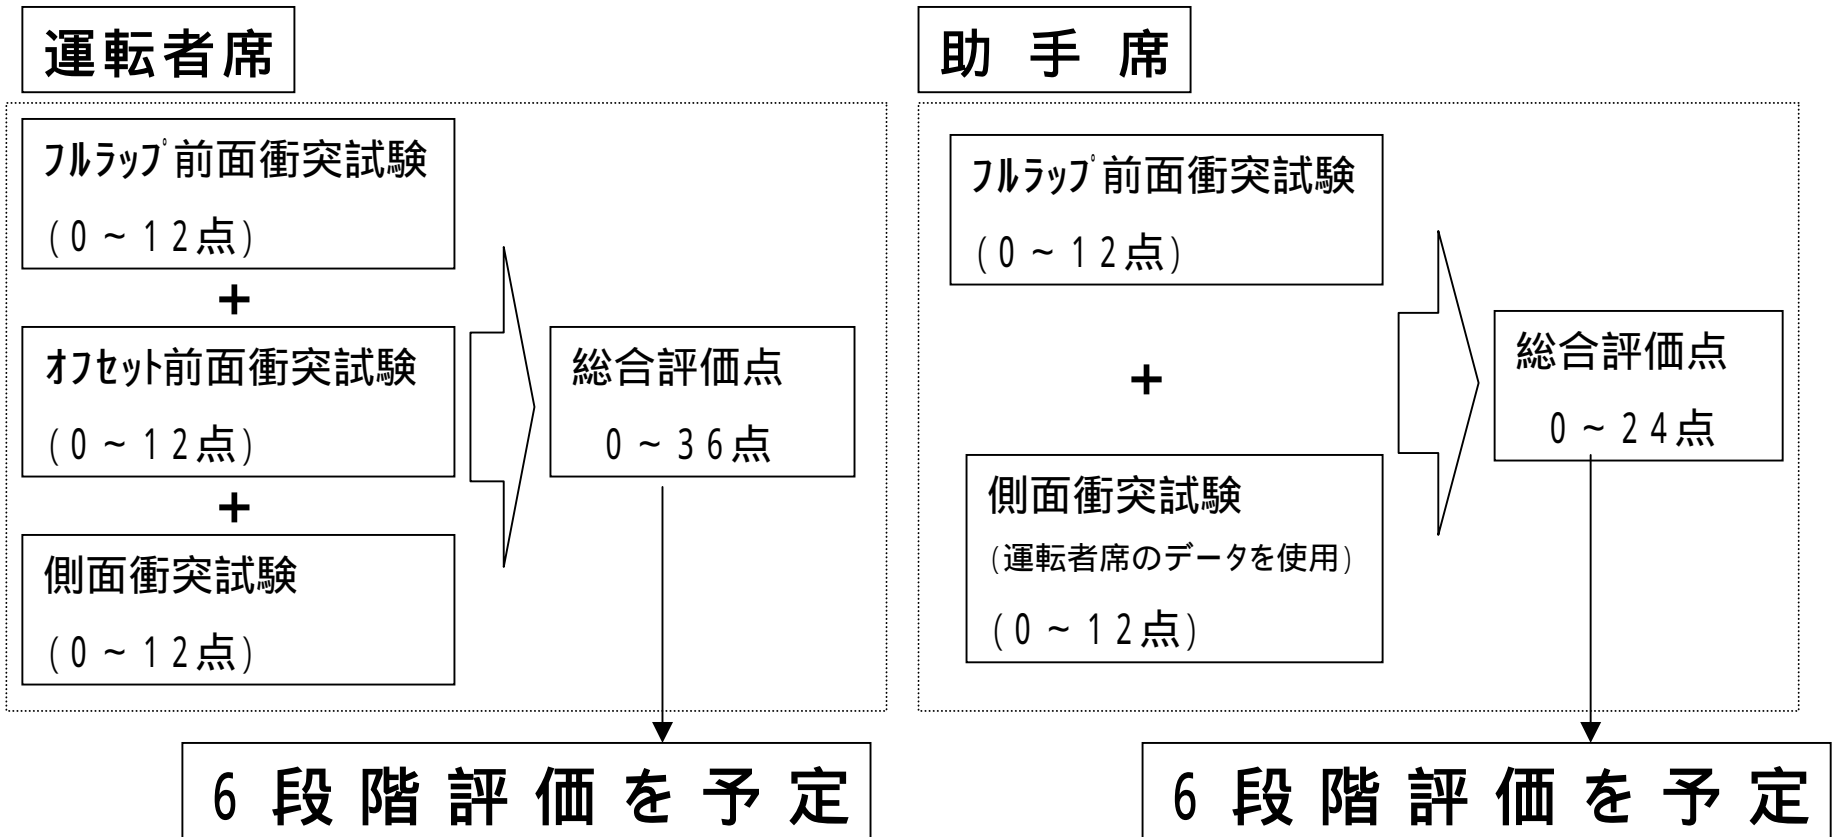 運転者席
ﾌﾙﾗｯﾌﾟ前面衝突試験
(０～１２点)
+
ｵﾌｾｯﾄ前面衝突試験
(０～１２点)
+
側面衝突試験
(０～１２点)
総合評価点
０～３６点
６段階評価を予定
助手席
ﾌﾙﾗｯﾌﾟ前面衝突試験
(０～１２点)
+
側面衝突試験
(運転者席のデータを使用)
(０～１２点)
総合評価点
０～２４点
６段階評価を予定